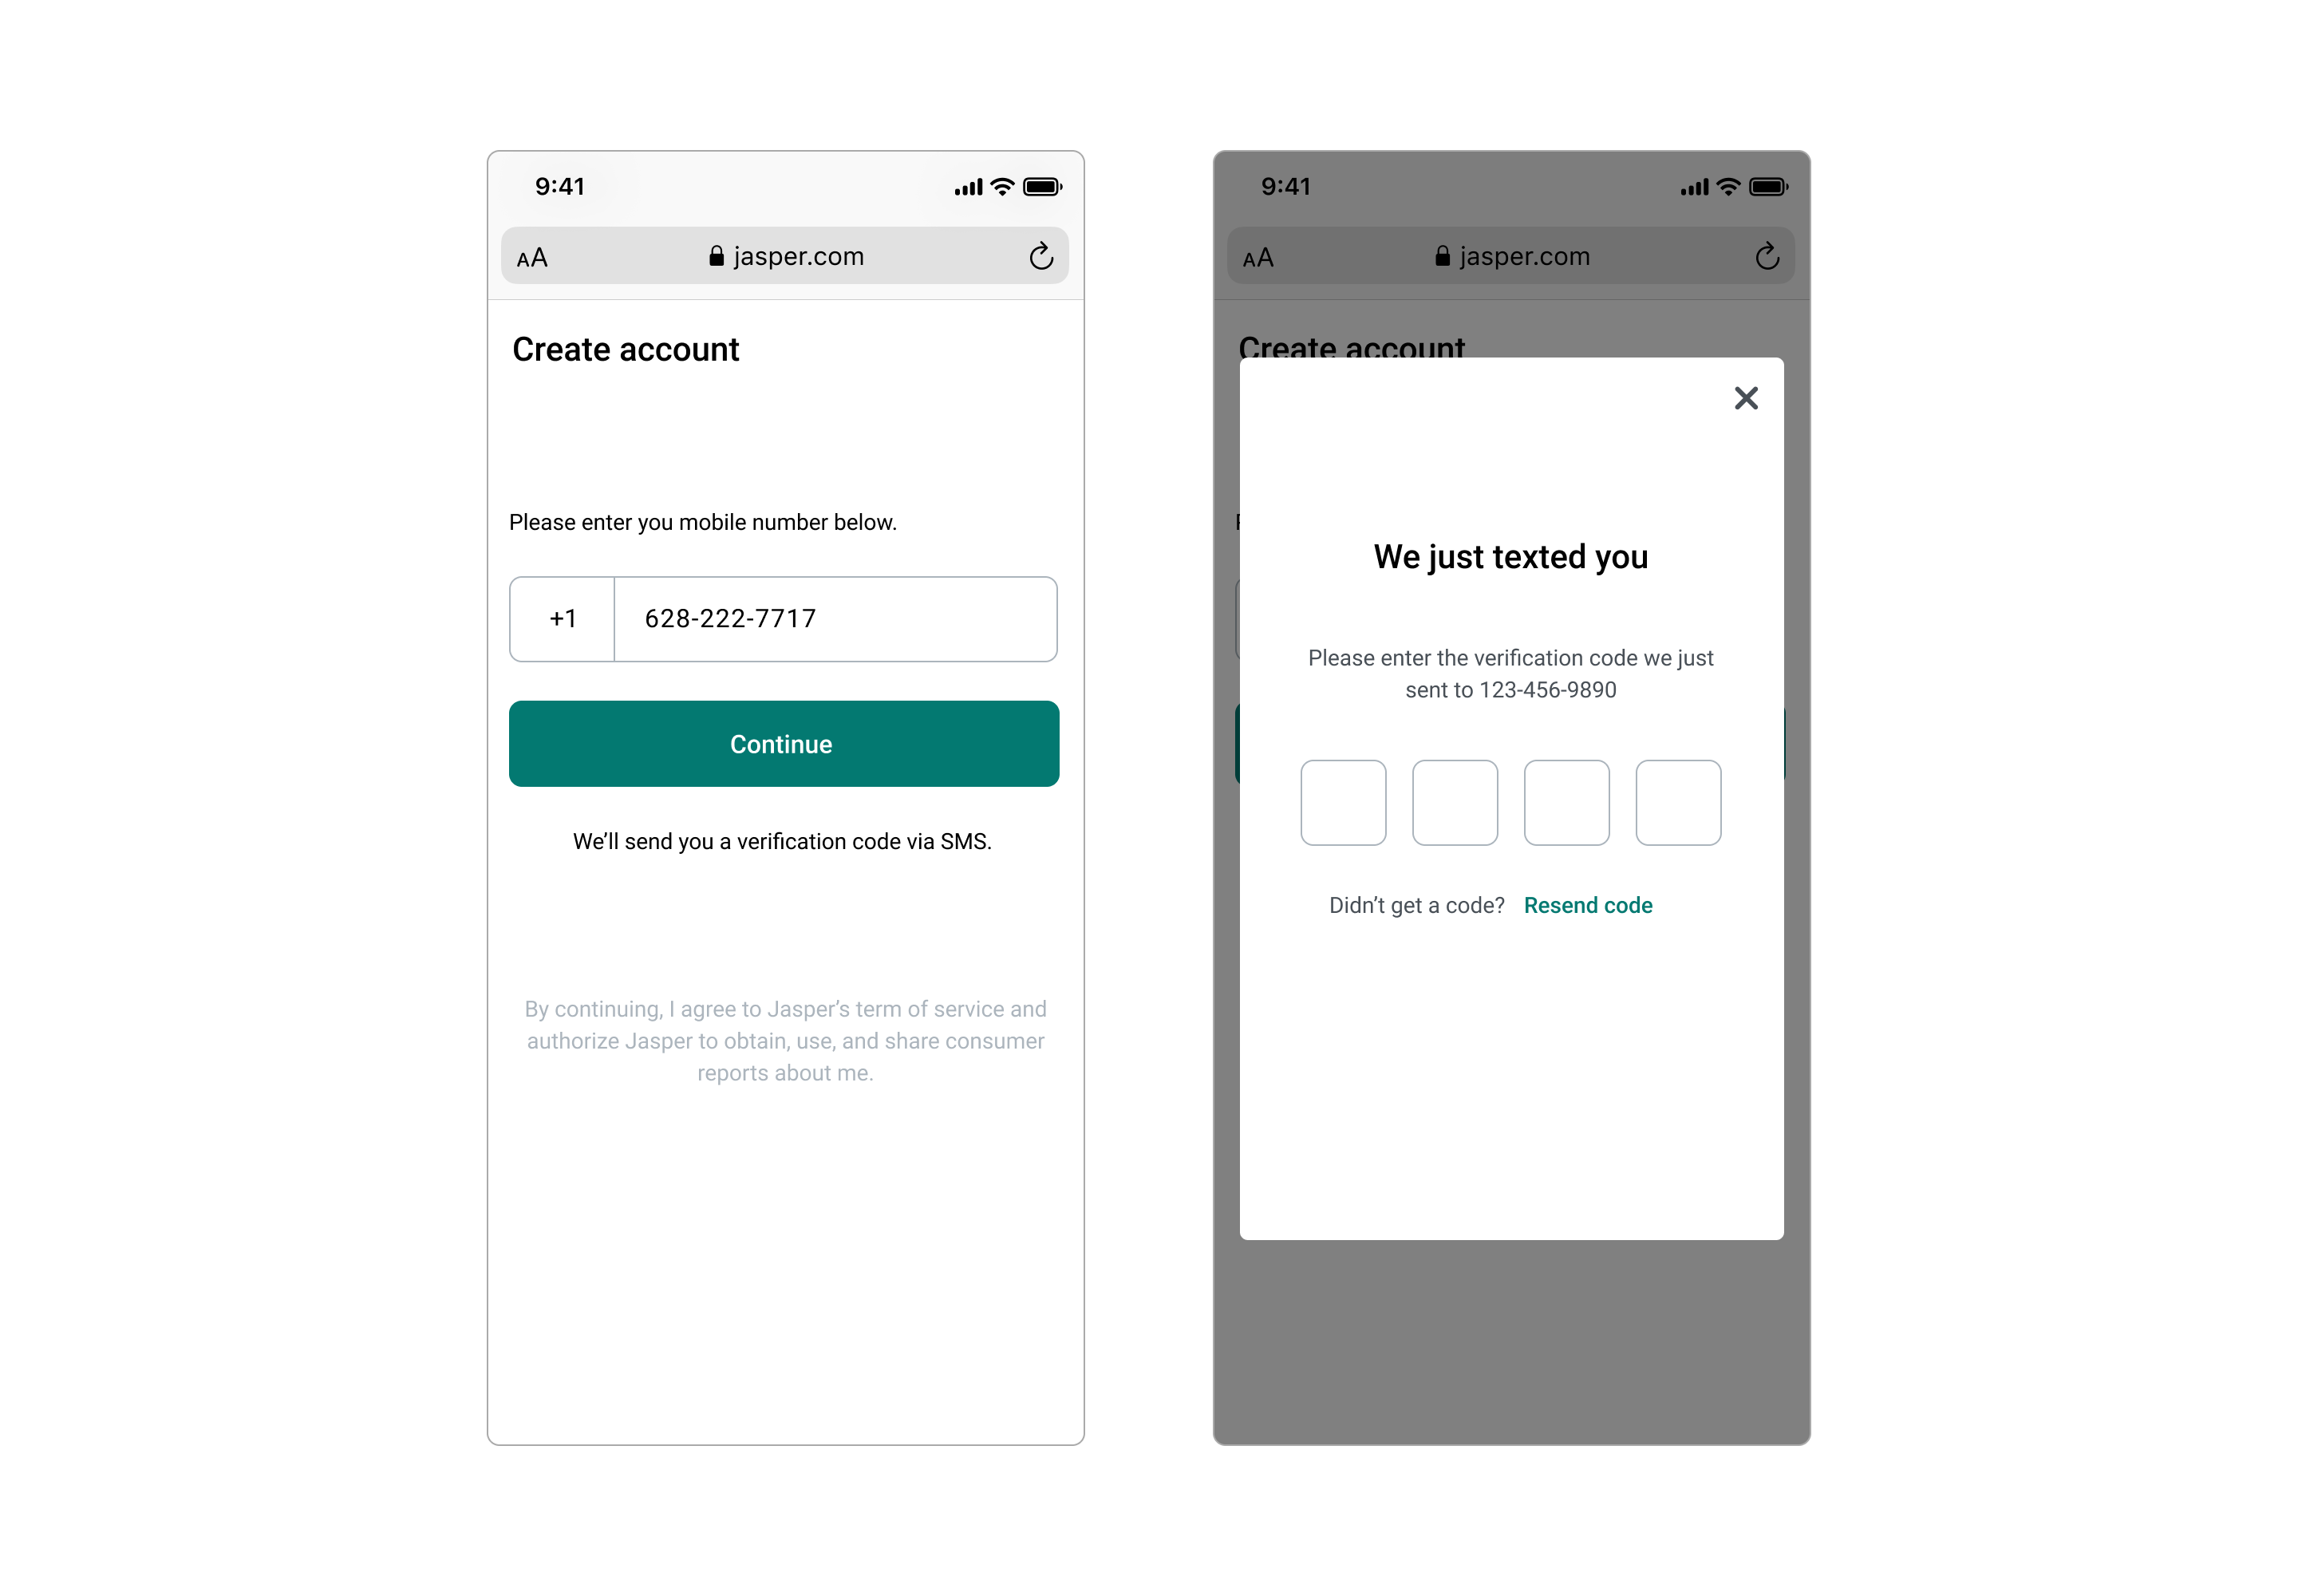 9:41
AA jasper.com
Create account
Please enter you mobile number below.
+1 628-222-7717
Continue
We’ll send you a verification code via SMS.
By continuing, I agree to Jasper’s term of service and
authorize Jasper to obtain, use, and share consumer
reports about me.
9:41
AA jasper.com
Create account
We just texted you
Please enter the verification code we just
sent to 123-456-9890
Didn’t get a code? Resend code